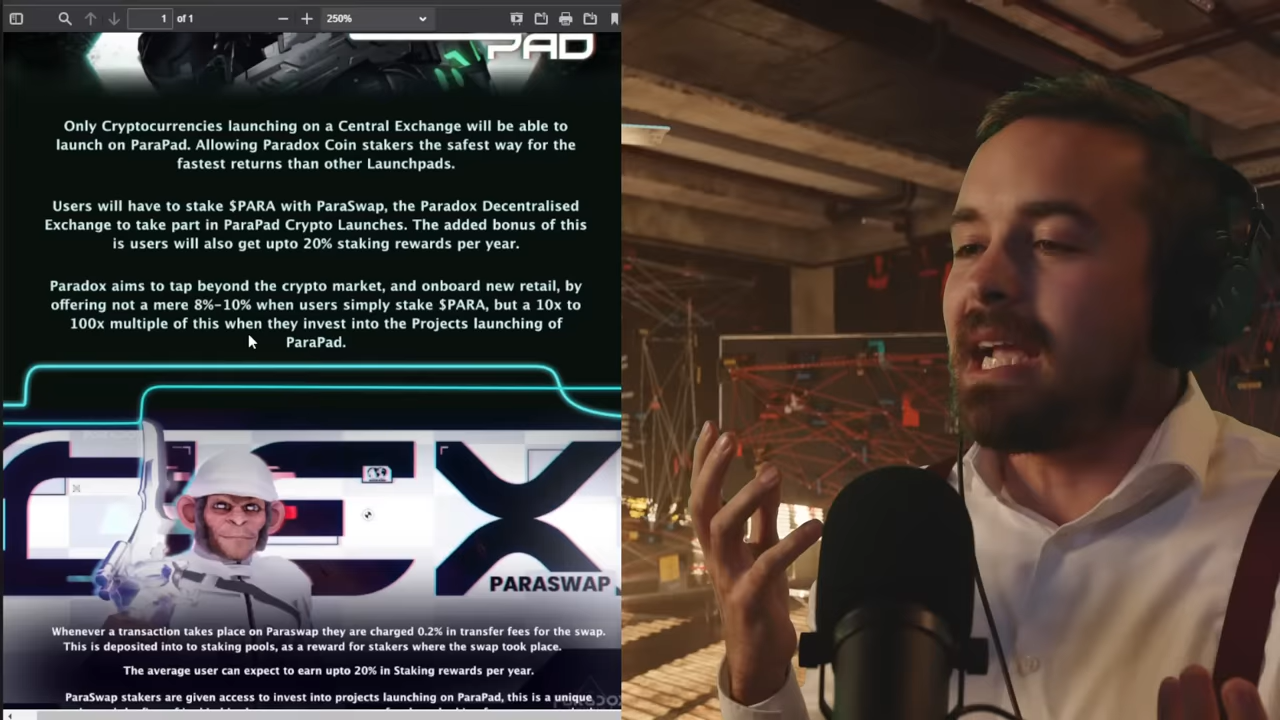 1 of 1
250%
PAD
Only Cryptocurrencies launching on a Central Exchange will be able to
launch on ParaPad. Allowing Paradox Coin stakers the safest way for the
fastest returns than other Launchpads.
Users will have to stake $PARA with ParaSwap, the Paradox Decentralised
Exchange to take part in ParaPad Crypto Launches. The added bonus of this
is users will also get upto 20% staking rewards per year.
Paradox aims to tap beyond the crypto market, and onboard new retail, by
offering not a mere 8%-10% when users simply stake $PARA, but a 10x to
100x multiple of this when they invest into the Projects launching of
ParaPad.
DEX
PARASWAP
Whenever a transaction takes place on Paraswap they are charged 0.2% in transfer fees for the swap.
This is deposited into to staking pools, as a reward for stakers where the swap took place.
The average user can expect to earn upto 20% in Staking rewards per year.
ParaSwap stakers are given access to invest into projects launching on ParaPad, this is a unique